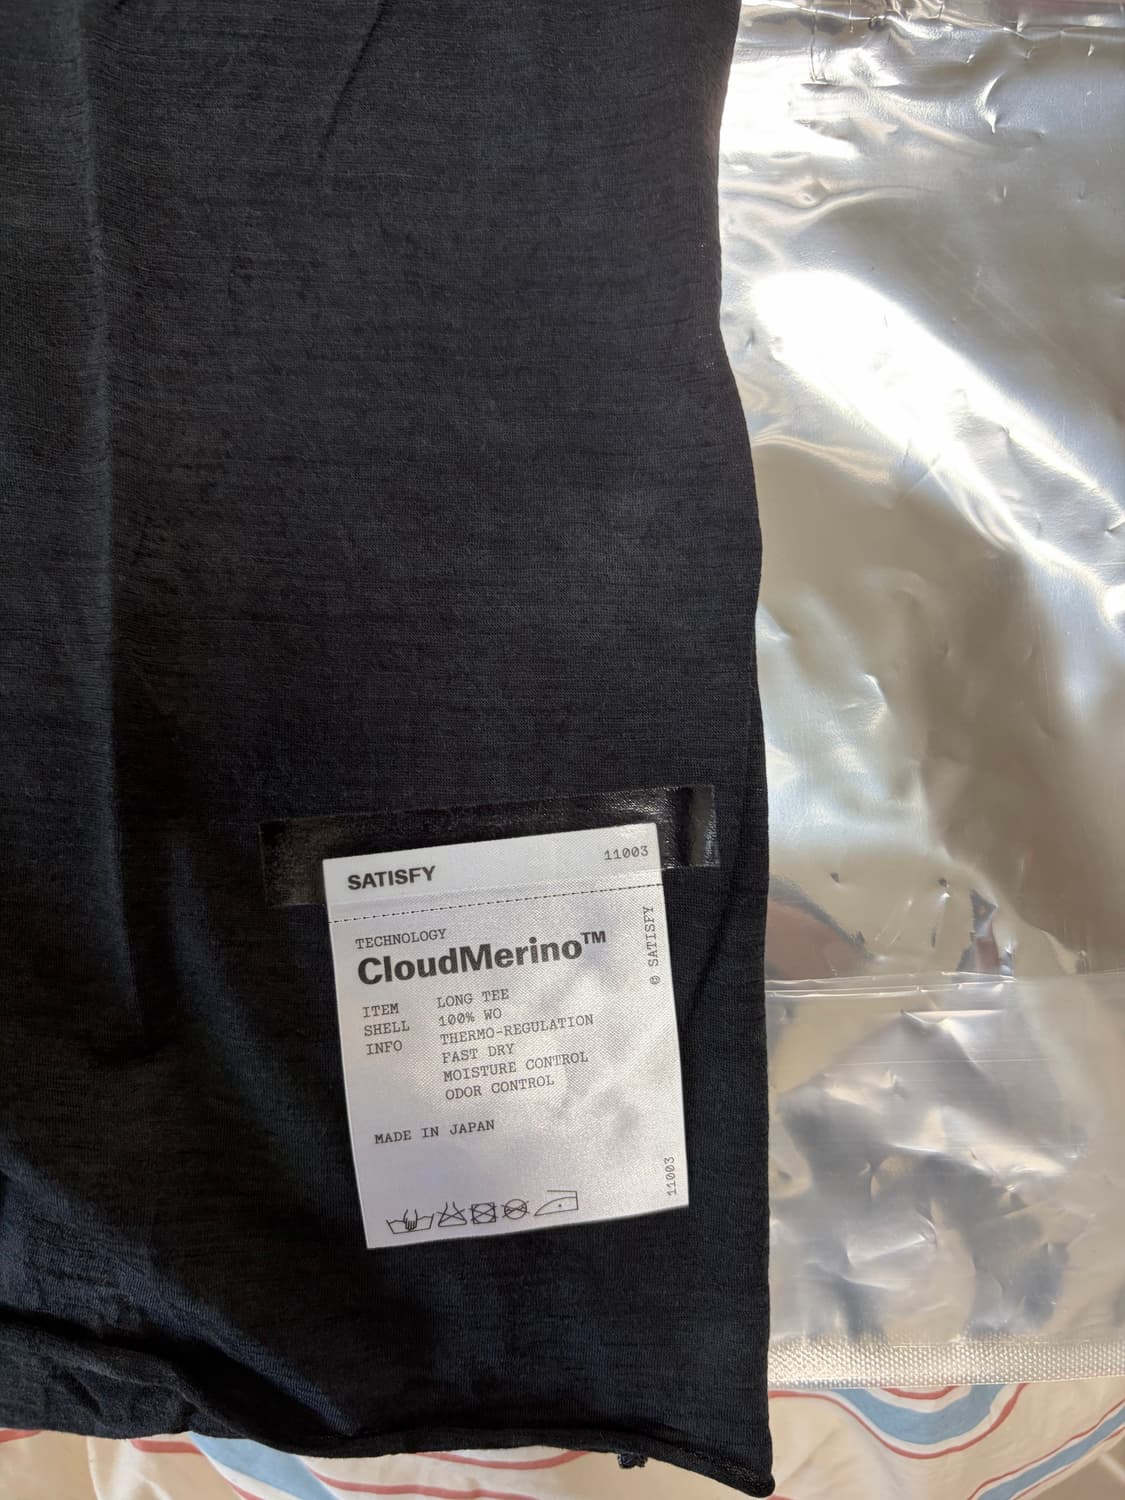 SATISFY
11003
TECHNOLOGY
CloudMerino™
ITEM LONG TEE
SHELL 100% WO
INFO THERMO-REGULATION
FAST DRY
MOISTURE CONTROL
ODOR CONTROL
MADE IN JAPAN
© SATISFY
11003